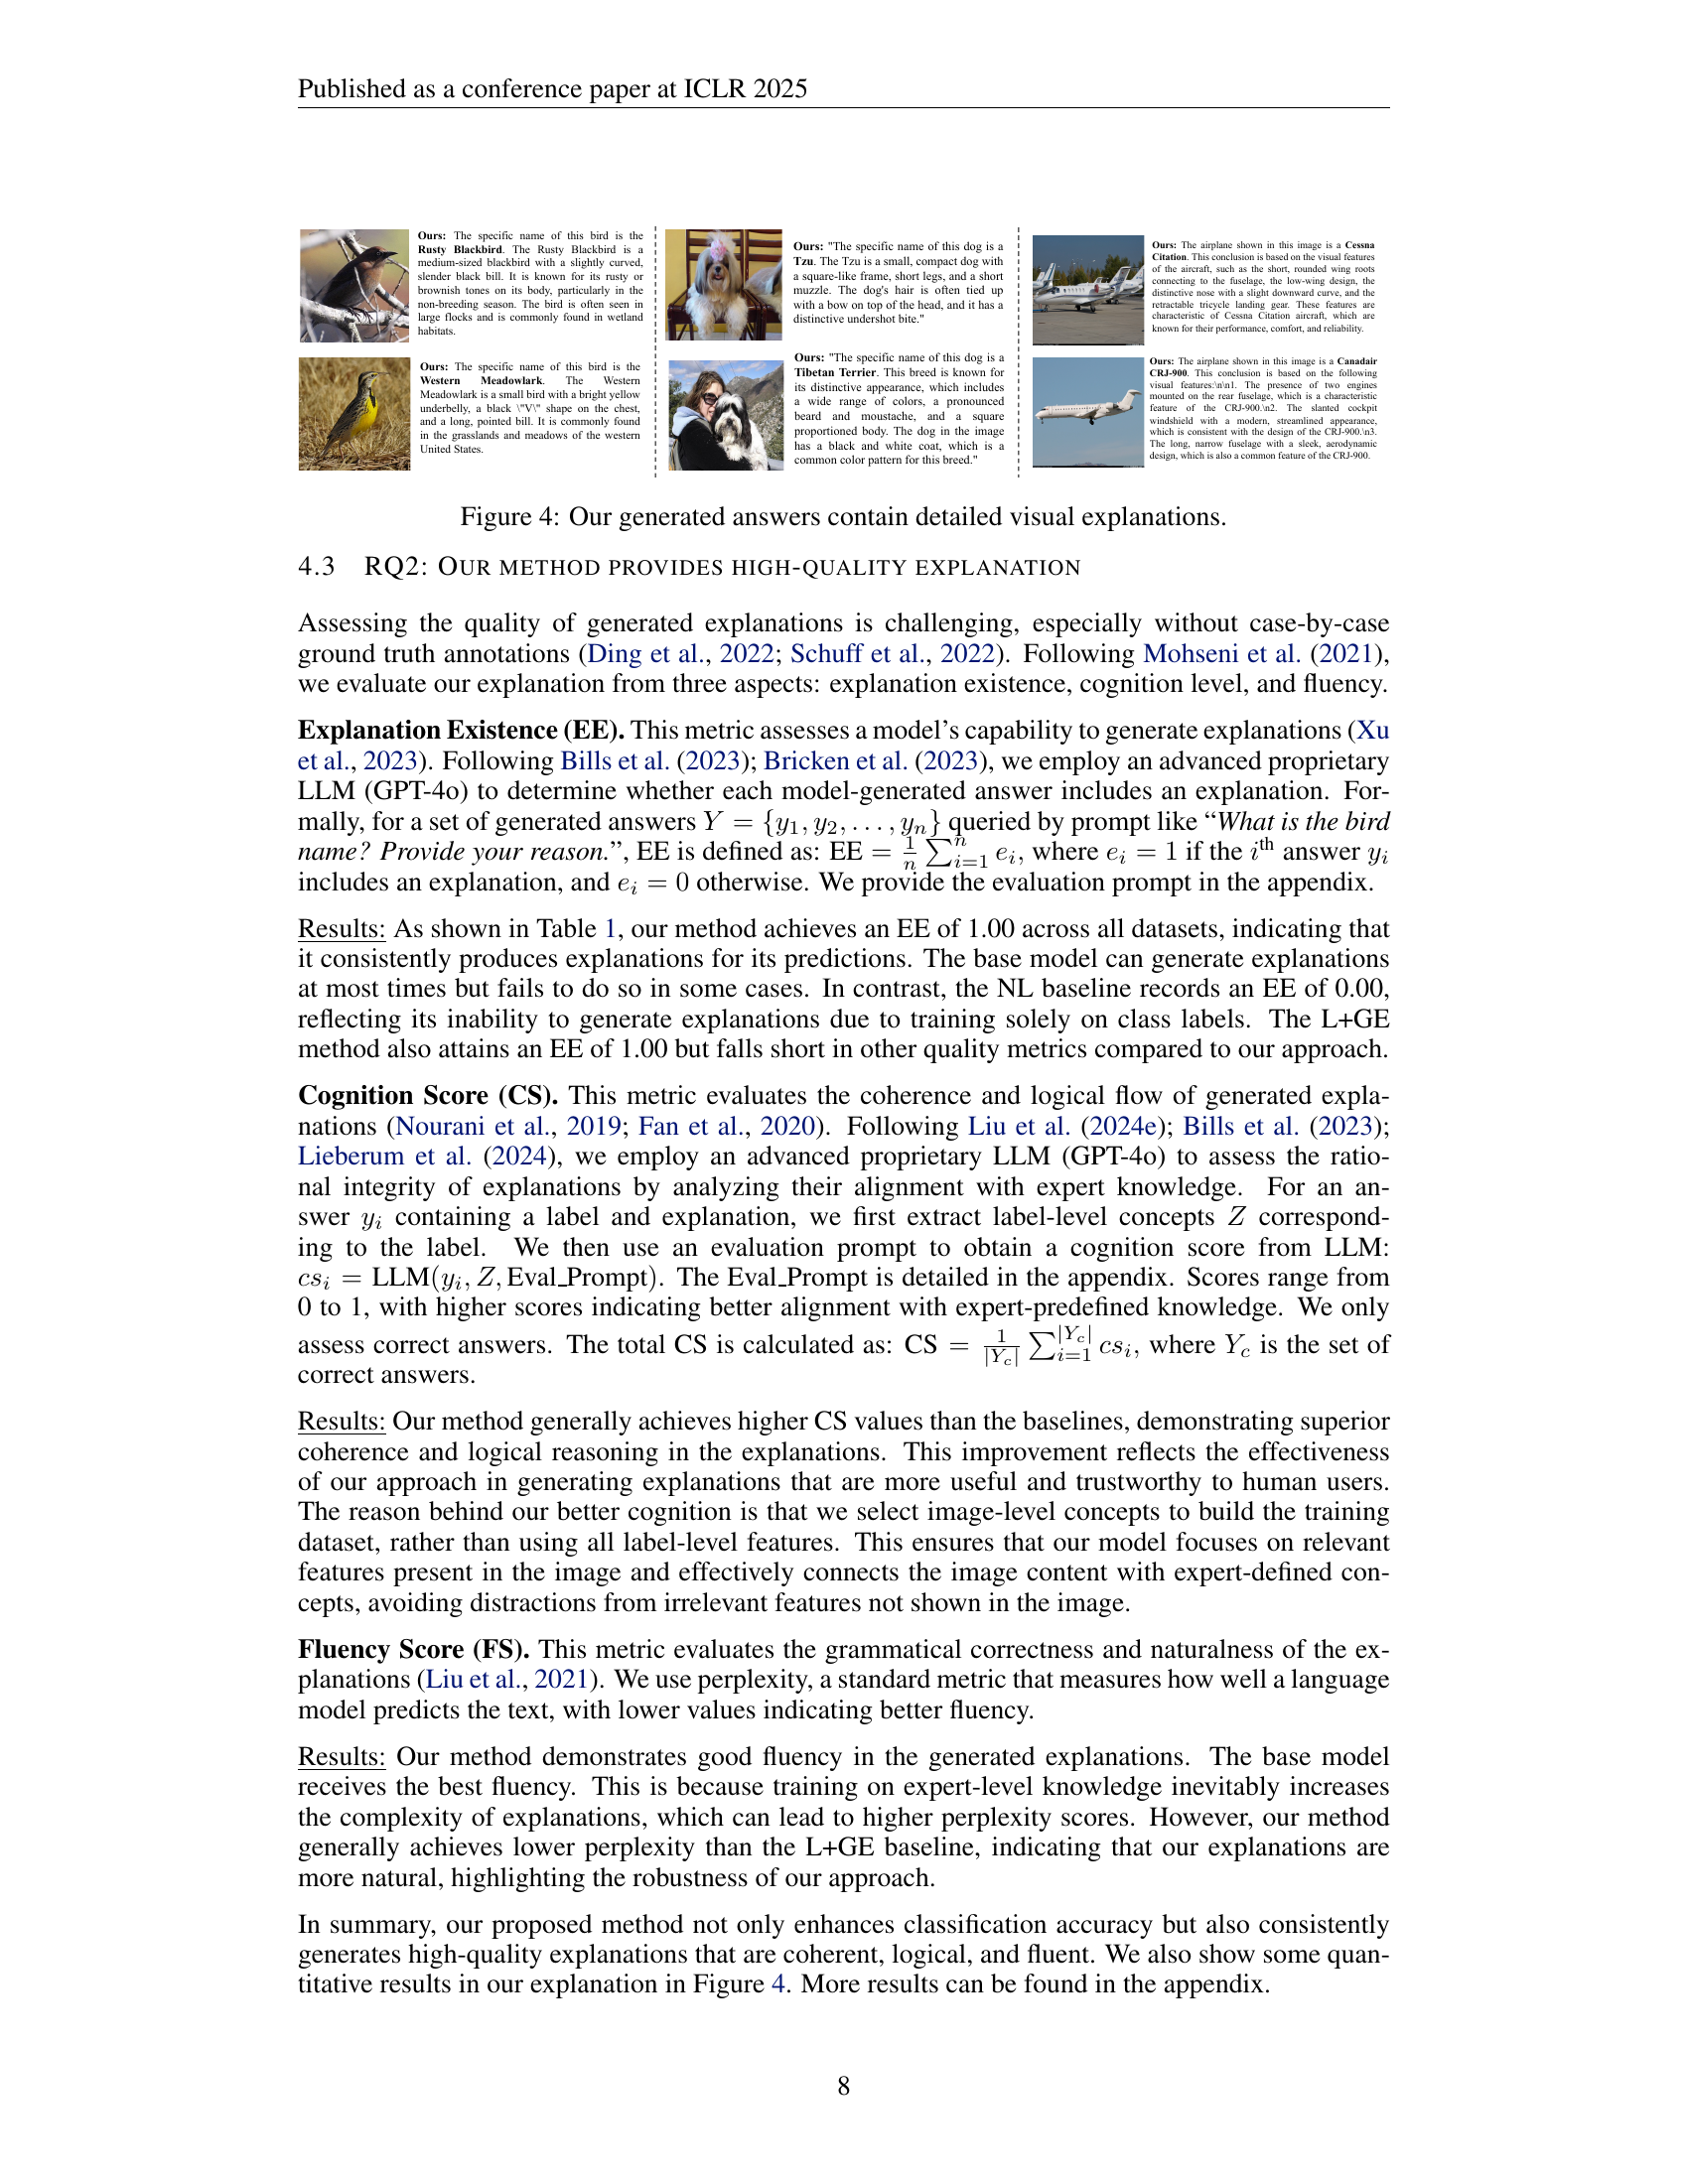 Published as a conference paper at ICLR 2025
Ours: The specific name of this bird is the
Rusty Blackbird. The Rusty Blackbird is a
medium-sized blackbird with a slightly curved,
slender black bill. It is known for its rusty or
brownish tones on its body, particularly in the
non-breeding season. The bird is often seen in
large flocks and is commonly found in wetland
habitats.
Ours: The specific name of this bird is the
Western Meadowlark. The Western
Meadowlark is a small bird with a bright yellow
underbelly, a black \"V\" shape on the chest,
and a long, pointed bill. It is commonly found
in the grasslands and meadows of the western
United States.
Ours: "The specific name of this dog is a
Tzu. The Tzu is a small, compact dog with
a square-like frame, short legs, and a short
muzzle. The dog's hair is often tied up
with a bow on top of the head, and it has a
distinctive undershot bite."
Ours: "The specific name of this dog is a
Tibetan Terrier. This breed is known for
its distinctive appearance, which includes
a wide range of colors, a pronounced
beard and moustache, and a square
proportioned body. The dog in the image
has a black and white coat, which is a
common color pattern for this breed."
Ours: The airplane shown in this image is a Cessna
Citation. This conclusion is based on the visual features
of the aircraft, such as the short, rounded wing roots
connecting to the fuselage, the low-wing design, the
distinctive nose with a slight downward curve, and the
retractable tricycle landing gear. These features are
characteristic of Cessna Citation aircraft, which are
known for their performance, comfort, and reliability.
Ours: The airplane shown in this image is a Canadair
CRJ-900. This conclusion is based on the following
visual features:\n\n1. The presence of two engines
mounted on the rear fuselage, which is a characteristic
feature of the CRJ-900.\n2. The slanted cockpit
windshield with a modern, streamlined appearance,
which is consistent with the design of the CRJ-900.\n3.
The long, narrow fuselage with a sleek, aerodynamic
design, which is also a common feature of the CRJ-900.
Figure 4: Our generated answers contain detailed visual explanations.
4.3 RQ2: OUR METHOD PROVIDES HIGH-QUALITY EXPLANATION
Assessing the quality of generated explanations is challenging, especially without case-by-case
ground truth annotations (Ding et al., 2022; Schuff et al., 2022). Following Mohseni et al. (2021),
we evaluate our explanation from three aspects: explanation existence, cognition level, and fluency.
Explanation Existence (EE). This metric assesses a model's capability to generate explanations (Xu
et al., 2023). Following Bills et al. (2023); Bricken et al. (2023), we employ an advanced proprietary
LLM (GPT-4o) to determine whether each model-generated answer includes an explanation. For-
mally, for a set of generated answers Y = {y₁, y₂, . . . , yₙ} queried by prompt like “What is the bird
name? Provide your reason.”, EE is defined as: EE = 1/n ∑ⁿᵢ₌₁ eᵢ, where eᵢ = 1 if the iᵗʰ answer yᵢ
includes an explanation, and eᵢ = 0 otherwise. We provide the evaluation prompt in the appendix.
Results: As shown in Table 1, our method achieves an EE of 1.00 across all datasets, indicating that
it consistently produces explanations for its predictions. The base model can generate explanations
at most times but fails to do so in some cases. In contrast, the NL baseline records an EE of 0.00,
reflecting its inability to generate explanations due to training solely on class labels. The L+GE
method also attains an EE of 1.00 but falls short in other quality metrics compared to our approach.
Cognition Score (CS). This metric evaluates the coherence and logical flow of generated expla-
nations (Nourani et al., 2019; Fan et al., 2020). Following Liu et al. (2024e); Bills et al. (2023);
Lieberum et al. (2024), we employ an advanced proprietary LLM (GPT-4o) to assess the ratio-
nal integrity of explanations by analyzing their alignment with expert knowledge. For an an-
swer yᵢ containing a label and explanation, we first extract label-level concepts Z correspond-
ing to the label. We then use an evaluation prompt to obtain a cognition score from LLM:
csᵢ = LLM(yᵢ, Z, Eval_Prompt). The Eval_Prompt is detailed in the appendix. Scores range from
0 to 1, with higher scores indicating better alignment with expert-predefined knowledge. We only
assess correct answers. The total CS is calculated as: CS = 1/|Y_c| ∑_{i=1}^{|Y_c|} csᵢ, where Y_c is the set of
correct answers.
Results: Our method generally achieves higher CS values than the baselines, demonstrating superior
coherence and logical reasoning in the explanations. This improvement reflects the effectiveness
of our approach in generating explanations that are more useful and trustworthy to human users.
The reason behind our better cognition is that we select image-level concepts to build the training
dataset, rather than using all label-level features. This ensures that our model focuses on relevant
features present in the image and effectively connects the image content with expert-defined con-
cepts, avoiding distractions from irrelevant features not shown in the image.
Fluency Score (FS). This metric evaluates the grammatical correctness and naturalness of the ex-
planations (Liu et al., 2021). We use perplexity, a standard metric that measures how well a language
model predicts the text, with lower values indicating better fluency.
Results: Our method demonstrates good fluency in the generated explanations. The base model
receives the best fluency. This is because training on expert-level knowledge inevitably increases
the complexity of explanations, which can lead to higher perplexity scores. However, our method
generally achieves lower perplexity than the L+GE baseline, indicating that our explanations are
more natural, highlighting the robustness of our approach.
In summary, our proposed method not only enhances classification accuracy but also consistently
generates high-quality explanations that are coherent, logical, and fluent. We also show some quan-
titative results in our explanation in Figure 4. More results can be found in the appendix.
8